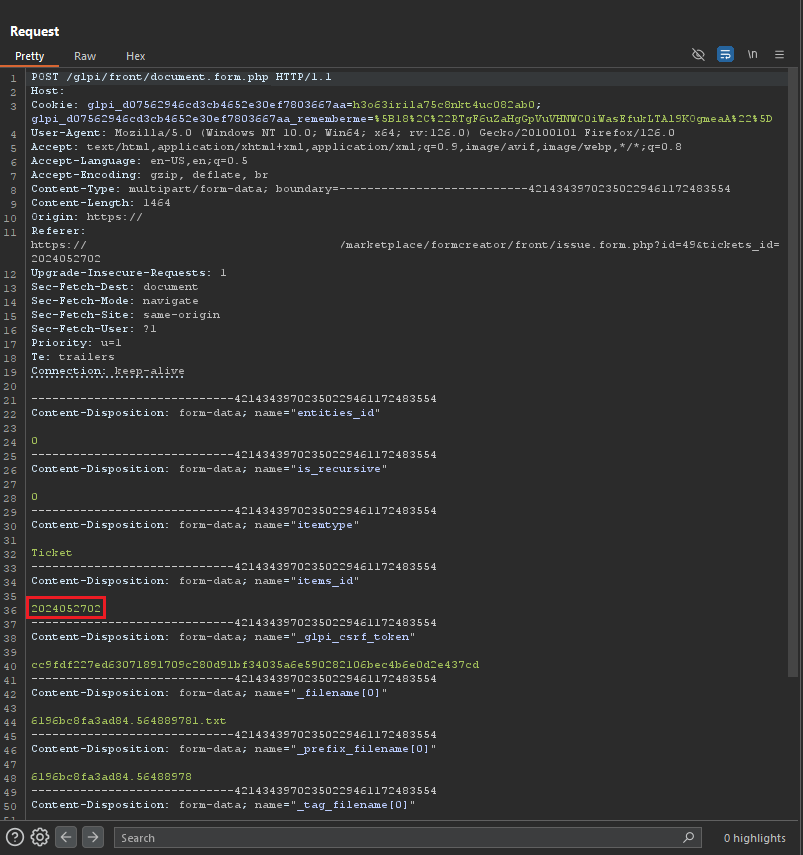 Request
Pretty Raw Hex
\n
1 POST /glpi/front/document.form.php HTTP/1.1
2 Host:
3 Cookie: glpi_d07562946cd3cb4652e30ef7803667aa=h3o63iri1a75c8nkt4uc082ab0;
glpi_d07562946cd3cb4652e30ef7803667aa_rememberme=%5B18%2C%22RTgF6uZaHgGpVuVHNWCOiWasEfukLTAl9KOgmeaA%22%5D
4 User-Agent: Mozilla/5.0 (Windows NT 10.0; Win64; x64; rv:126.0) Gecko/20100101 Firefox/126.0
5 Accept: text/html,application/xhtml+xml,application/xml;q=0.9,image/avif,image/webp,*/*;q=0.8
6 Accept-Language: en-US,en;q=0.5
7 Accept-Encoding: gzip, deflate, br
8 Content-Type: multipart/form-data; boundary=---------------------------421434397023502294611724835​54
9 Content-Length: 1464
10 Origin: https://
11 Referer:
https:// /marketplace/formcreator/front/issue.form.php?id=49&tickets_id=
2024052702
12 Upgrade-Insecure-Requests: 1
13 Sec-Fetch-Dest: document
14 Sec-Fetch-Mode: navigate
15 Sec-Fetch-Site: same-origin
16 Sec-Fetch-User: ?1
17 Priority: u=1
18 Te: trailers
19 Connection: keep-alive
20
21 -----------------------------42143439702350229461172483554
22 Content-Disposition: form-data; name="entities_id"
23
24 0
25 -----------------------------42143439702350229461172483554
26 Content-Disposition: form-data; name="is_recursive"
27
28 0
29 -----------------------------42143439702350229461172483554
30 Content-Disposition: form-data; name="itemtype"
31
32 Ticket
33 -----------------------------42143439702350229461172483554
34 Content-Disposition: form-data; name="items_id"
35
36 2024052702
37 -----------------------------42143439702350229461172483554
38 Content-Disposition: form-data; name="_glpi_csrf_token"
39
40 cc9fdf227ed63071891709c280d91bf34035a6e590282106bec4b6e0d2e437cd
41 -----------------------------42143439702350229461172483554
42 Content-Disposition: form-data; name="_filename[0]"
43
44 6196bc8fa3ad84.564889781.txt
45 -----------------------------42143439702350229461172483554
46 Content-Disposition: form-data; name="_prefix_filename[0]"
47
48 6196bc8fa3ad84.56488978
49 -----------------------------42143439702350229461172483554
50 Content-Disposition: form-data; name="_tag_filename[0]"
Search
0 highlights